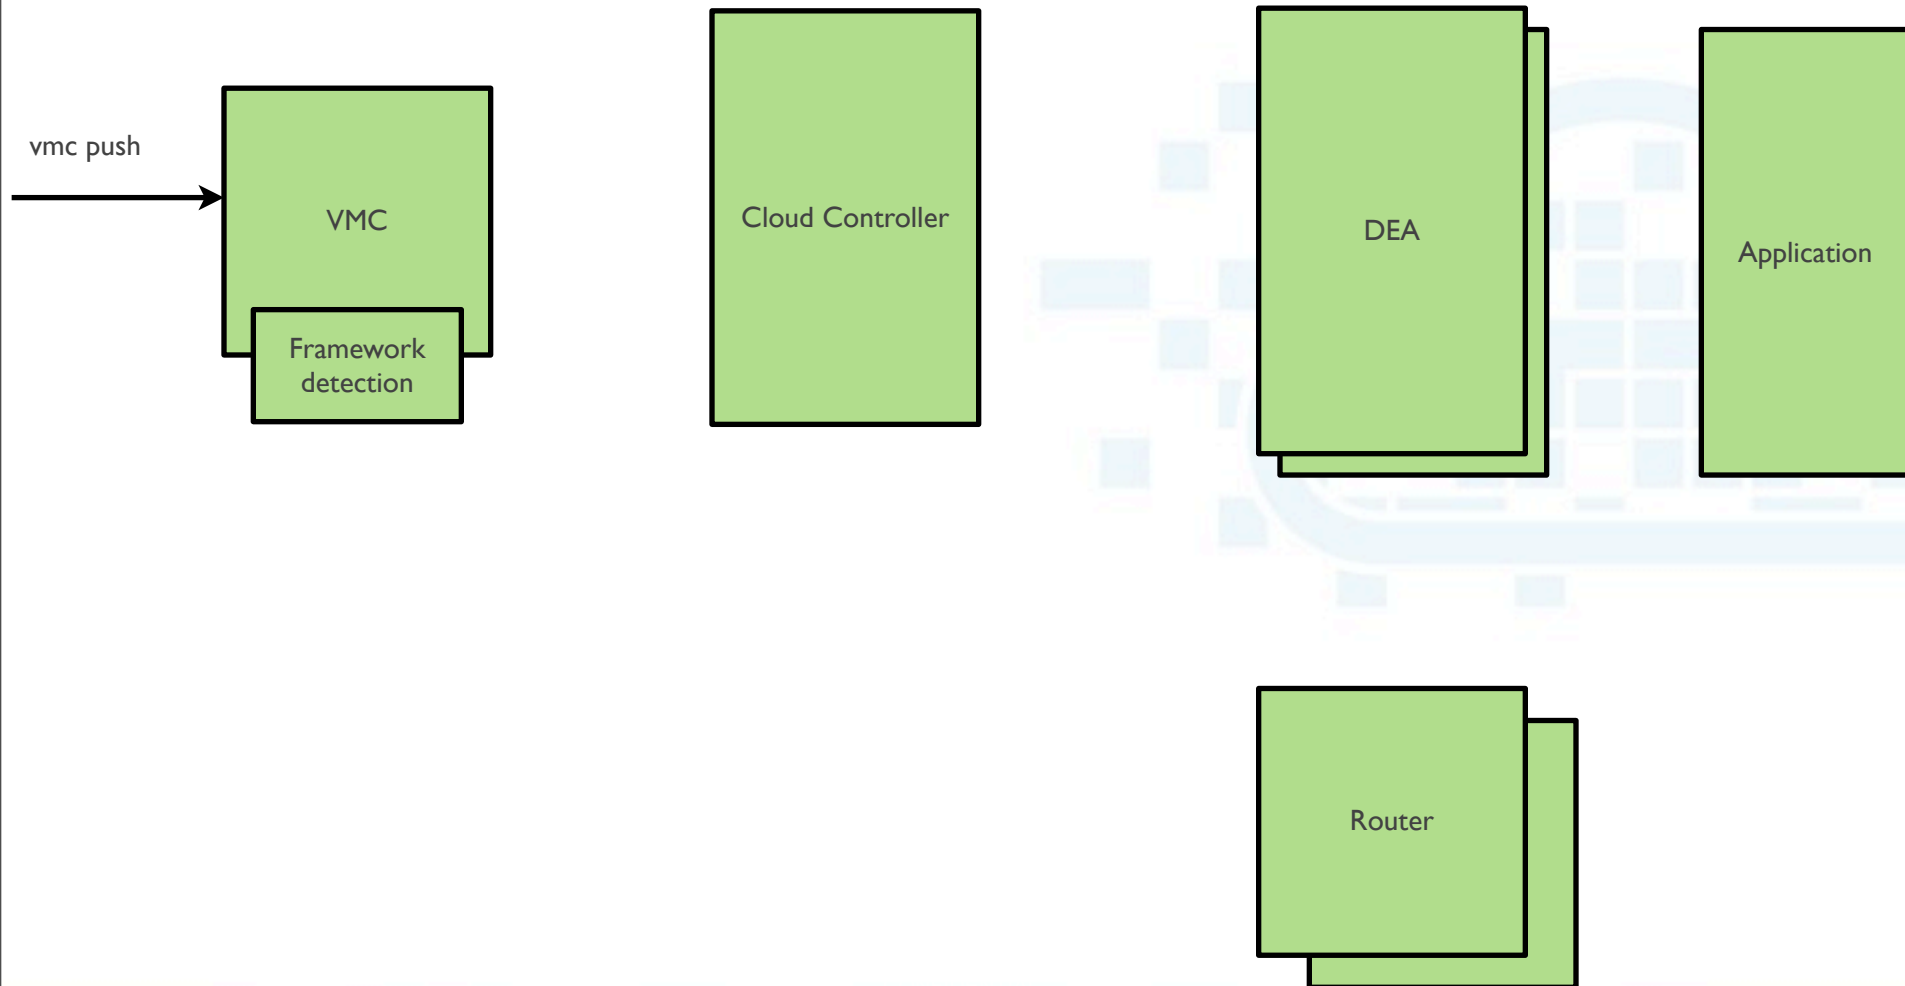 vmc push
VMC
Framework
detection
Cloud Controller
DEA
Application
Router